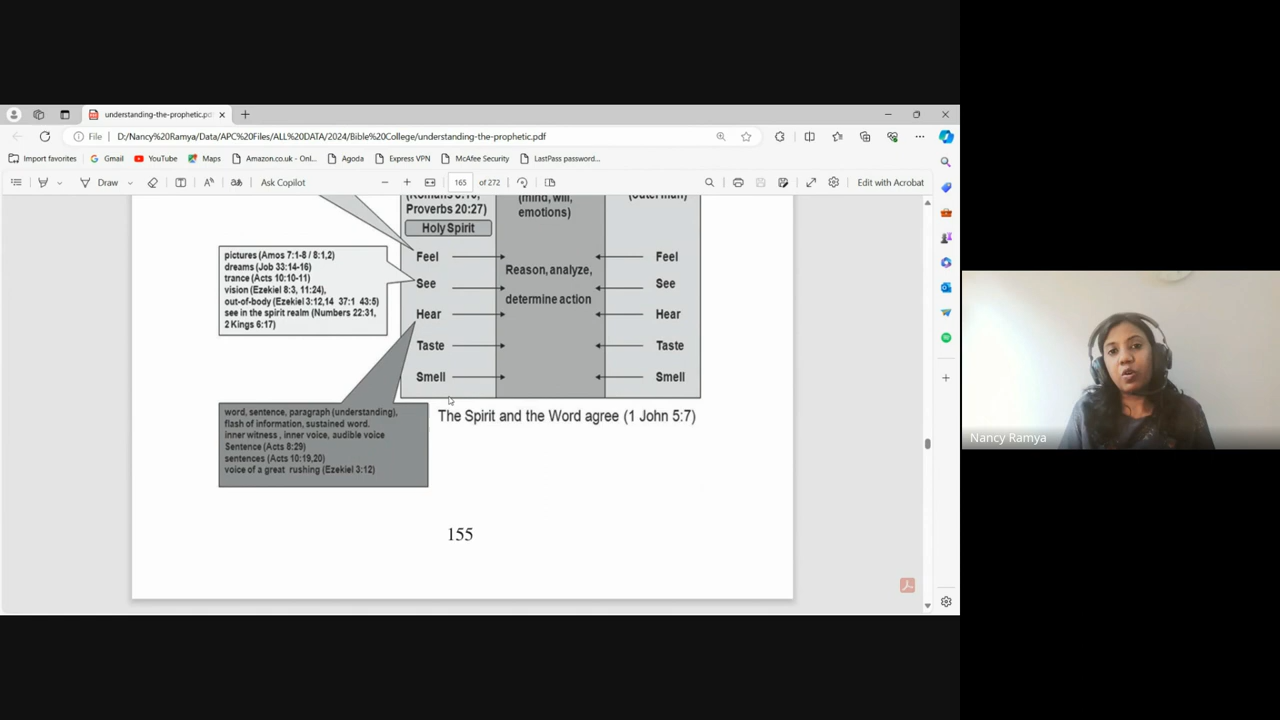 understanding-the-prophetic.pd
File
D:/Nancy%20Ramya/Data/APC%20Files/ALL%20DATA/2024/Bible%20College/understanding-the-prophetic.pdf
Import favorites
Gmail
YouTube
Maps
Amazon.co.uk - Onl...
Agoda
Express VPN
McAfee Security
LastPass password...
Draw
Ask Copilot
165 of 272
Edit with Acrobat
Proverbs 20:27)
(mind, will,
emotions)
Holy Spirit
pictures (Amos 7:1-8 / 8:1,2)
dreams (Job 33:14-16)
trance (Acts 10:10-11)
vision (Ezekiel 8:3, 11:24),
out-of-body (Ezekiel 3:12,14 37:1 43:5)
see in the spirit realm (Numbers 22:31,
2 Kings 6:17)
Feel
See
Hear
Taste
Smell
Reason, analyze,
determine action
Feel
See
Hear
Taste
Smell
word, sentence, paragraph (understanding),
flash of information, sustained word.
inner witness , inner voice, audible voice
Sentence (Acts 8:29)
sentences (Acts 10:19,20)
voice of a great rushing (Ezekiel 3:12)
The Spirit and the Word agree (1 John 5:7)
155
Nancy Ramya